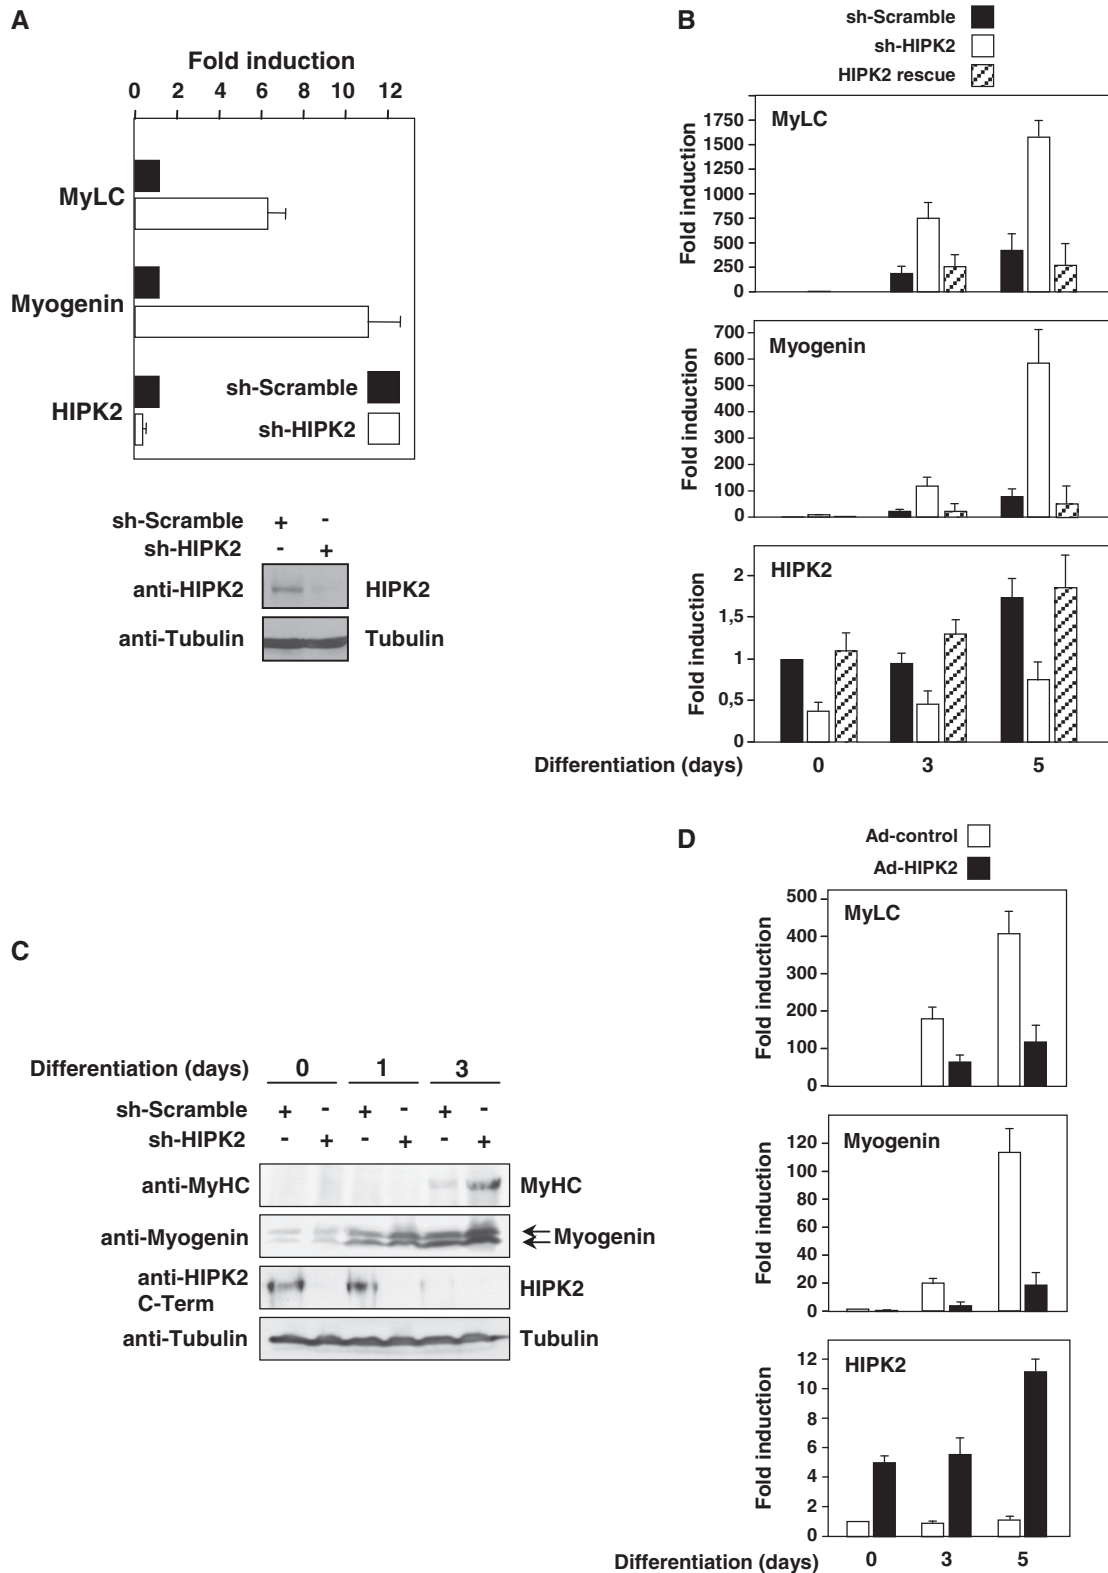 A
Fold induction
0 2 4 6 8 10 12
MyLC
Myogenin
HIPK2
sh-Scramble
sh-HIPK2
sh-Scramble + -
sh-HIPK2 - +
anti-HIPK2 HIPK2
anti-Tubulin Tubulin
B
sh-Scramble
sh-HIPK2
HIPK2 rescue
MyLC
Fold induction
1750
1500
1250
1000
750
500
250
0
Myogenin
Fold induction
700
600
500
400
300
200
100
0
HIPK2
Fold induction
2
1,5
1
0,5
0
Differentiation (days) 0 3 5
C
Differentiation (days) 0 1 3
sh-Scramble + - + - + -
sh-HIPK2 - + - + - +
anti-MyHC MyHC
anti-Myogenin Myogenin
anti-HIPK2
C-Term
HIPK2
anti-Tubulin Tubulin
D
Ad-control
Ad-HIPK2
MyLC
Fold induction
500
400
300
200
100
0
Myogenin
Fold induction
120
100
80
60
40
20
0
HIPK2
Fold induction
12
10
8
6
4
2
0
Differentiation (days) 0 3 5